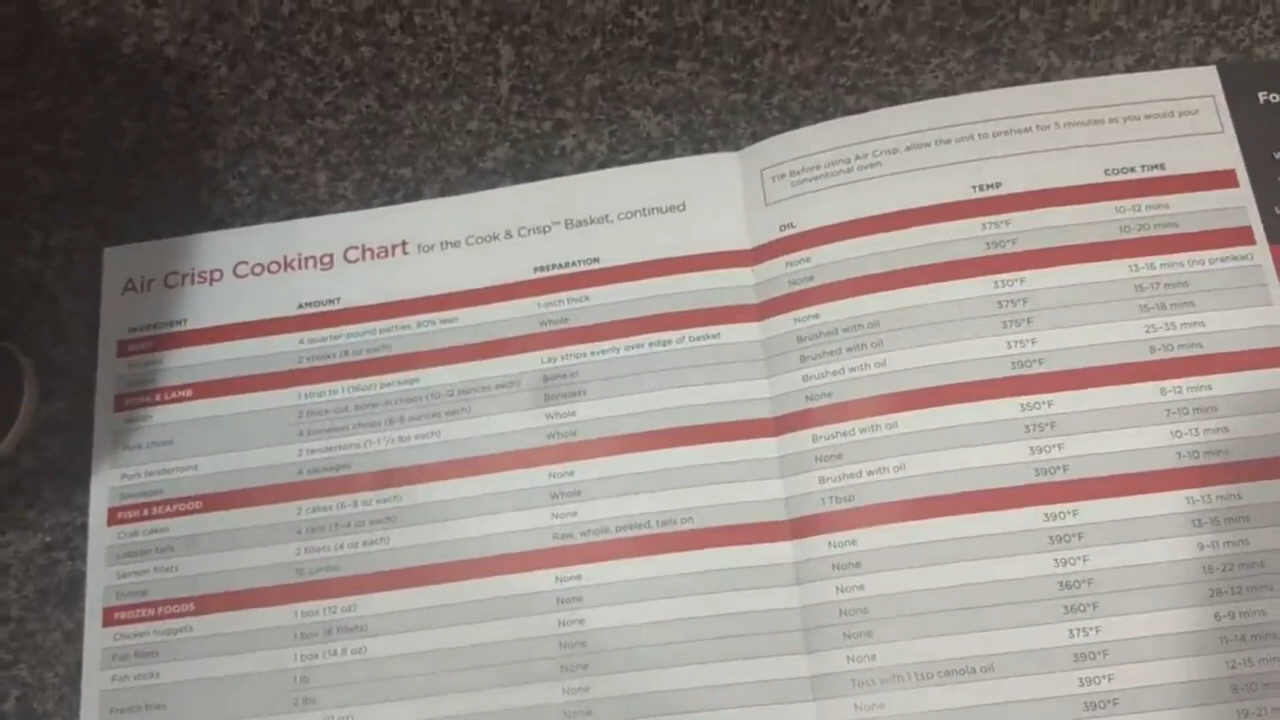 Fo
TIP Before using Air Crisp, allow the unit to preheat for 5 minutes as you would your
conventional oven
Air Crisp Cooking Chart for the Cook & Crisp™ Basket, continued
INGREDIENT AMOUNT PREPARATION OIL TEMP COOK TIME
BEEF
4 quarter-pound patties, 80% lean 1-inch thick None 375°F 10-12 mins
2 steaks (8 oz each) Whole None 390°F 10-20 mins
PORK & LAMB
1 strip to 1 (16oz) package Lay strips evenly over edge of basket None 330°F 13-16 mins (no preheat)
Pork chops 2 thick-cut, bone-in chops (10-12 ounces each) Bone in Brushed with oil 375°F 15-17 mins
4 boneless chops (6-8 ounces each) Boneless Brushed with oil 375°F 15-18 mins
Pork tenderloins 2 tenderloins (1-1 1/2 lbs each) Whole Brushed with oil 375°F 25-35 mins
Sausages 4 sausages Whole None 390°F 8-10 mins
FISH & SEAFOOD
Crab cakes 2 cakes (6-8 oz each) None Brushed with oil 350°F 8-12 mins
Lobster tails 4 tails (3-4 oz each) Whole None 375°F 7-10 mins
Salmon fillets 2 fillets (4 oz each) None Brushed with oil 390°F 10-13 mins
Shrimp 16 jumbo Raw, whole, peeled, tails on 1 Tbsp 390°F 7-10 mins
FROZEN FOODS
Chicken nuggets 1 box (12 oz) None None 390°F 11-13 mins
Fish fillets 1 box (6 fillets) None None 390°F 13-15 mins
Fish sticks 1 box (14.8 oz) None None 390°F 9-11 mins
French fries 1 lb None None 360°F 18-22 mins
2 lbs None None 360°F 28-32 mins
None None 375°F 6-9 mins
None Toss with 1 tsp canola oil 390°F 11-14 mins
None 390°F 12-15 min
390°F 8-10 min
19-21 m